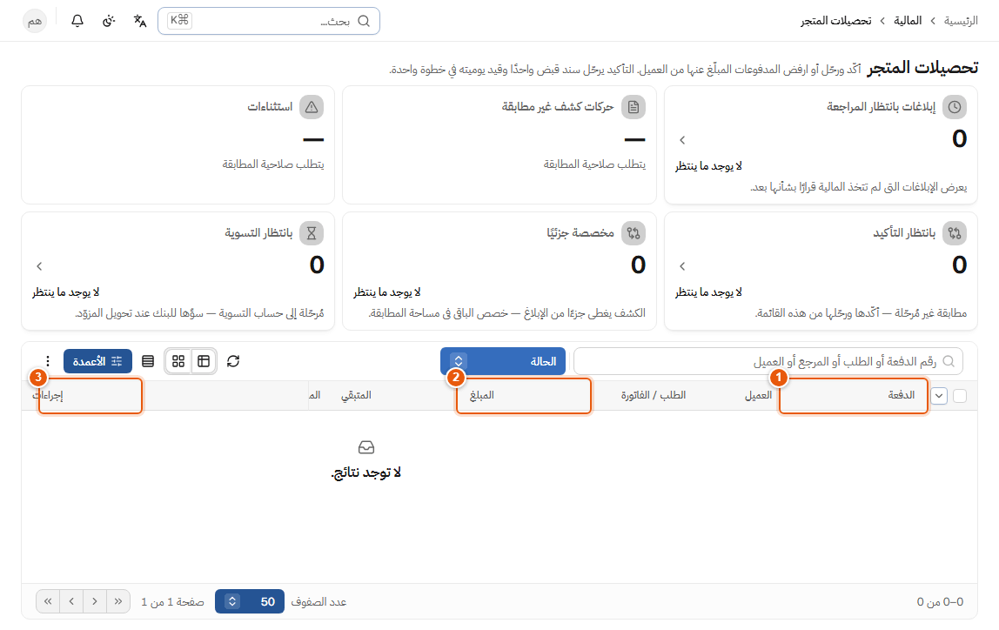 الرئيسية > المالية > تحصيلات المتجر
بحث... ⌘K
هم
تحصيلات المتجر
أكّد ورحّل أو ارفض المدفوعات المبلّغ عنها من العميل. التأكيد يرحّل سند قبض واحدًا وقيد يوميته في خطوة واحدة.
إبلاغات بانتظار المراجعة
0
لا يوجد ما ينتظر
يعرض الإبلاغات التي لم تتخذ المالية قرارًا بشأنها بعد.
حركات كشف غير مطابقة
—
يتطلب صلاحية المطابقة
استثناءات
—
يتطلب صلاحية المطابقة
بانتظار التأكيد
0
لا يوجد ما ينتظر
مطابقة غير مُرحّلة — أكّدها ورحّلها من هذه القائمة.
مخصصة جزئيًا
0
لا يوجد ما ينتظر
الكشف يغطي جزءًا من الإبلاغ — خصص الباقي في مساحة المطابقة.
بانتظار التسوية
0
لا يوجد ما ينتظر
مُرحّلة إلى حساب التسوية — سوّها للبنك عند تحويل المزوّد.
رقم الدفعة أو الطلب أو المرجع أو العميل
الحالة
الأعمدة
1 2 3
الدفعة العميل الطلب / الفاتورة المبلغ المتبقي الم إجراءات
لا توجد نتائج.
0–0 من 0
عدد الصفوف 50 صفحة 1 من 1